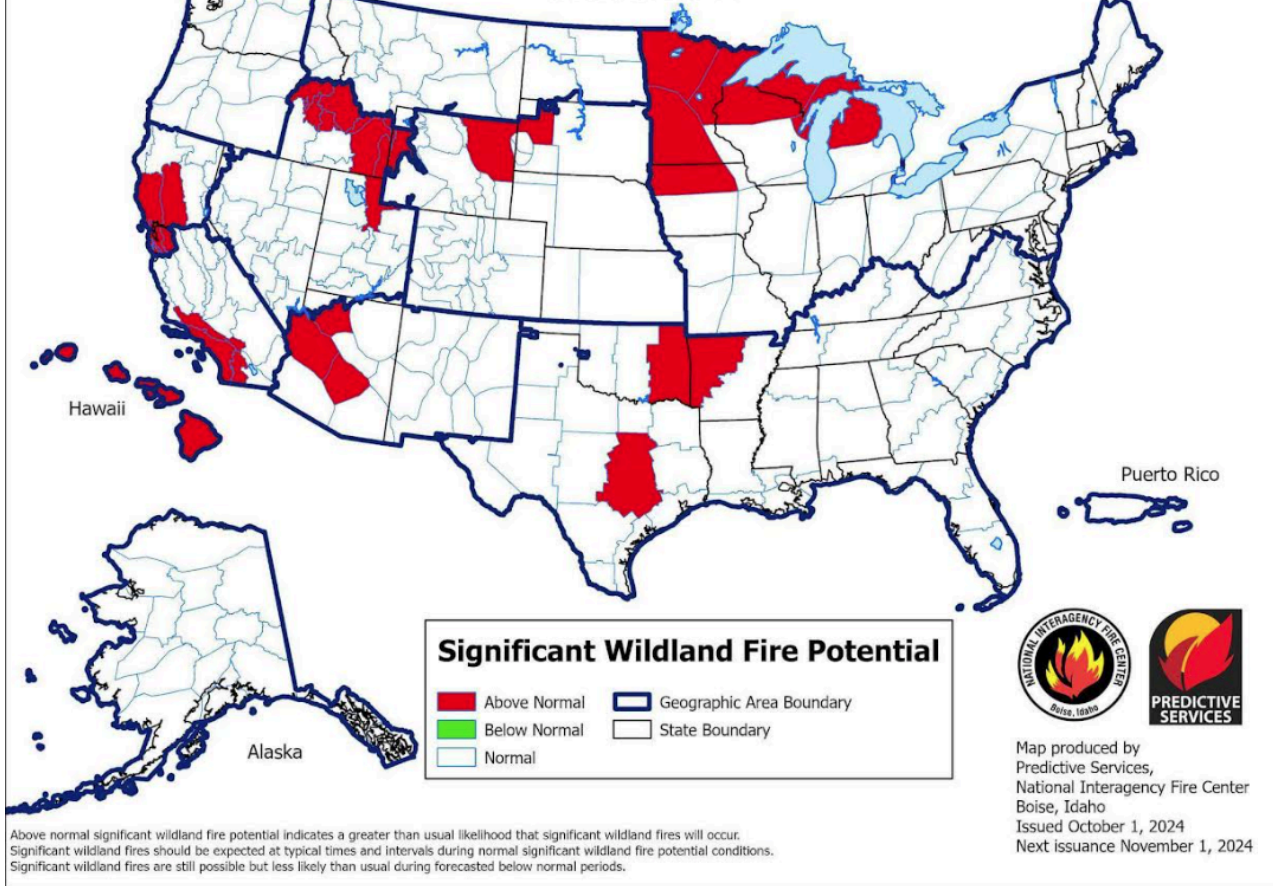 Hawaii
Puerto Rico
Alaska
Significant Wildland Fire Potential
Above Normal
Below Normal
Normal
Geographic Area Boundary
State Boundary
NATIONAL INTERAGENCY FIRE CENTER
Boise, Idaho
PREDICTIVE
SERVICES
Map produced by
Predictive Services,
National Interagency Fire Center
Boise, Idaho
Issued October 1, 2024
Next issuance November 1, 2024
Above normal significant wildland fire potential indicates a greater than usual likelihood that significant wildland fires will occur.
Significant wildland fires should be expected at typical times and intervals during normal significant wildland fire potential conditions.
Significant wildland fires are still possible but less likely than usual during forecasted below normal periods.